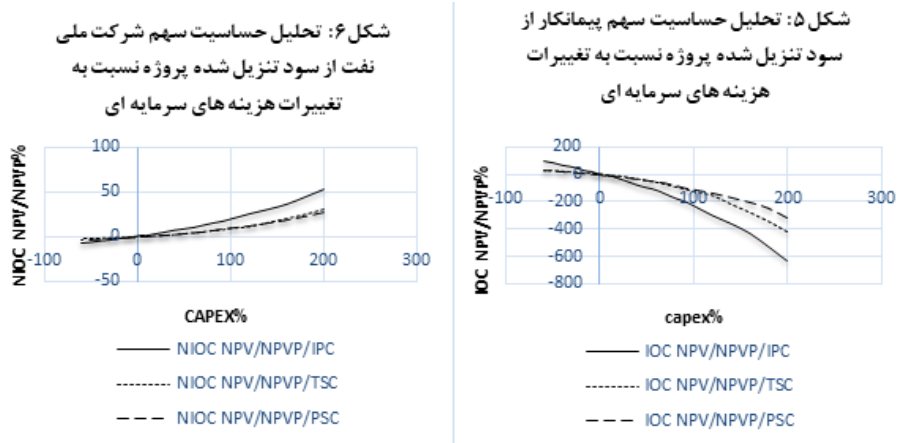 شکل ۵: تحلیل حساسیت سهم پیمانکار از
سود تنزیل شده پروژه نسبت به تغییرات
هزینه های سرمایه ای
IOC NPV/NPVP%
200
0
-200
-400
-600
-800
-100
0
100
200
300
capex%
IOC NPV/NPVP/IPC
IOC NPV/NPVP/TSC
IOC NPV/NPVP/PSC
شکل ۶: تحلیل حساسیت سهم شرکت ملی
نفت از سود تنزیل شده پروژه نسبت به
تغییرات هزینه های سرمایه ای
NIOC NPV/NPVP%
100
50
0
-50
-100
0
100
200
300
CAPEX%
NIOC NPV/NPVP/IPC
NIOC NPV/NPVP/TSC
NIOC NPV/NPVP/PSC